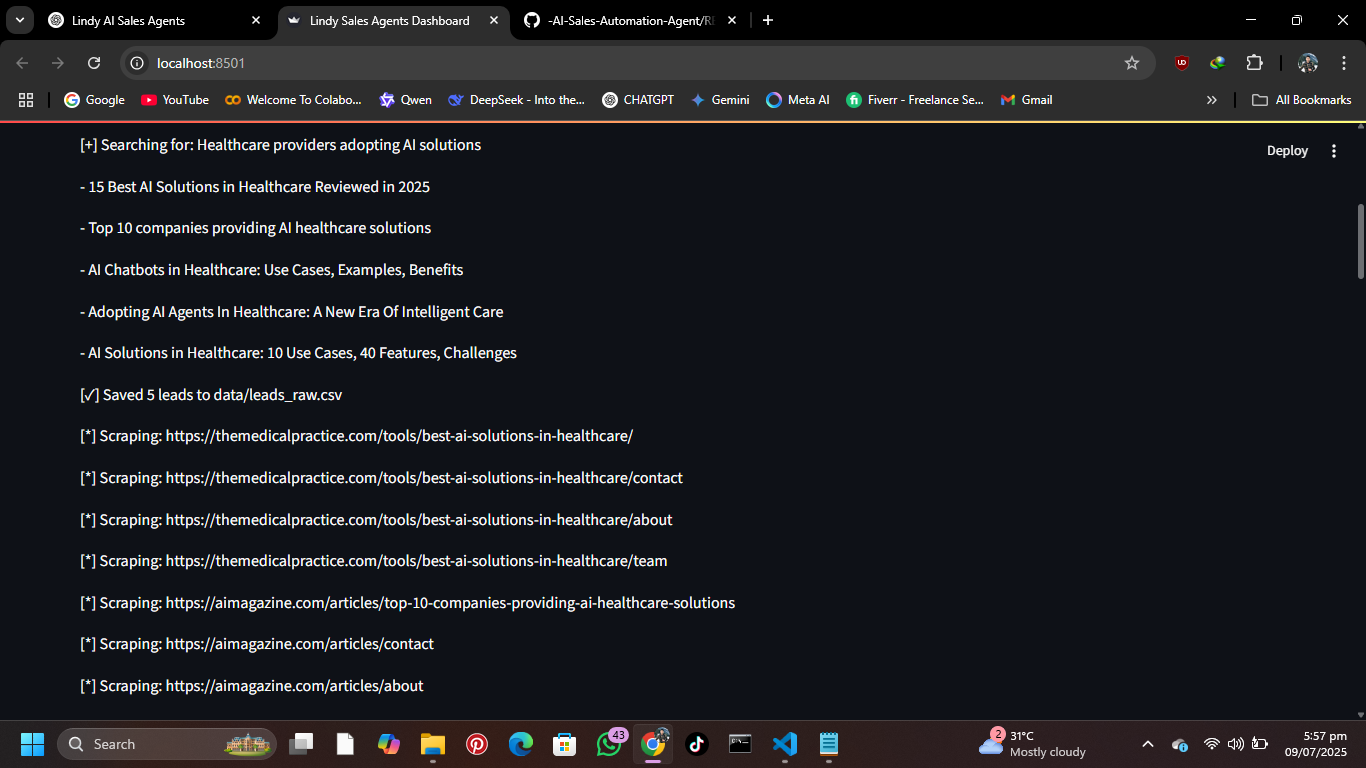 Lindy AI Sales Agents
Lindy Sales Agents Dashboard
-AI-Sales-Automation-Agent/RE
localhost:8501
Google
YouTube
Welcome To Colabo...
Qwen
DeepSeek - Into the...
CHATGPT
Gemini
Meta AI
Fiverr - Freelance Se...
Gmail
All Bookmarks
Deploy
[+] Searching for: Healthcare providers adopting AI solutions
- 15 Best AI Solutions in Healthcare Reviewed in 2025
- Top 10 companies providing AI healthcare solutions
- AI Chatbots in Healthcare: Use Cases, Examples, Benefits
- Adopting AI Agents In Healthcare: A New Era Of Intelligent Care
- AI Solutions in Healthcare: 10 Use Cases, 40 Features, Challenges
[✓] Saved 5 leads to data/leads_raw.csv
[*] Scraping: https://themedicalpractice.com/tools/best-ai-solutions-in-healthcare/
[*] Scraping: https://themedicalpractice.com/tools/best-ai-solutions-in-healthcare/contact
[*] Scraping: https://themedicalpractice.com/tools/best-ai-solutions-in-healthcare/about
[*] Scraping: https://themedicalpractice.com/tools/best-ai-solutions-in-healthcare/team
[*] Scraping: https://aimagazine.com/articles/top-10-companies-providing-ai-healthcare-solutions
[*] Scraping: https://aimagazine.com/articles/contact
[*] Scraping: https://aimagazine.com/articles/about
Search
43
2
31°C
Mostly cloudy
5:57 pm
09/07/2025